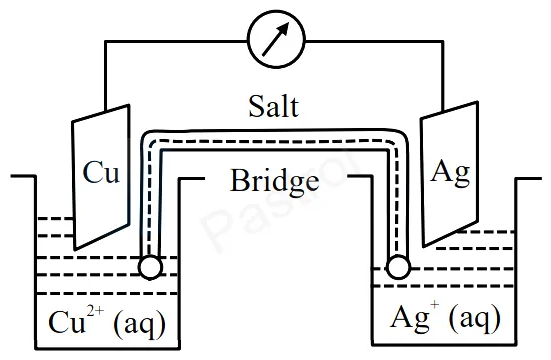 Salt
Cu
Bridge
Ag
Cu²⁺ (aq)
Ag⁺ (aq)